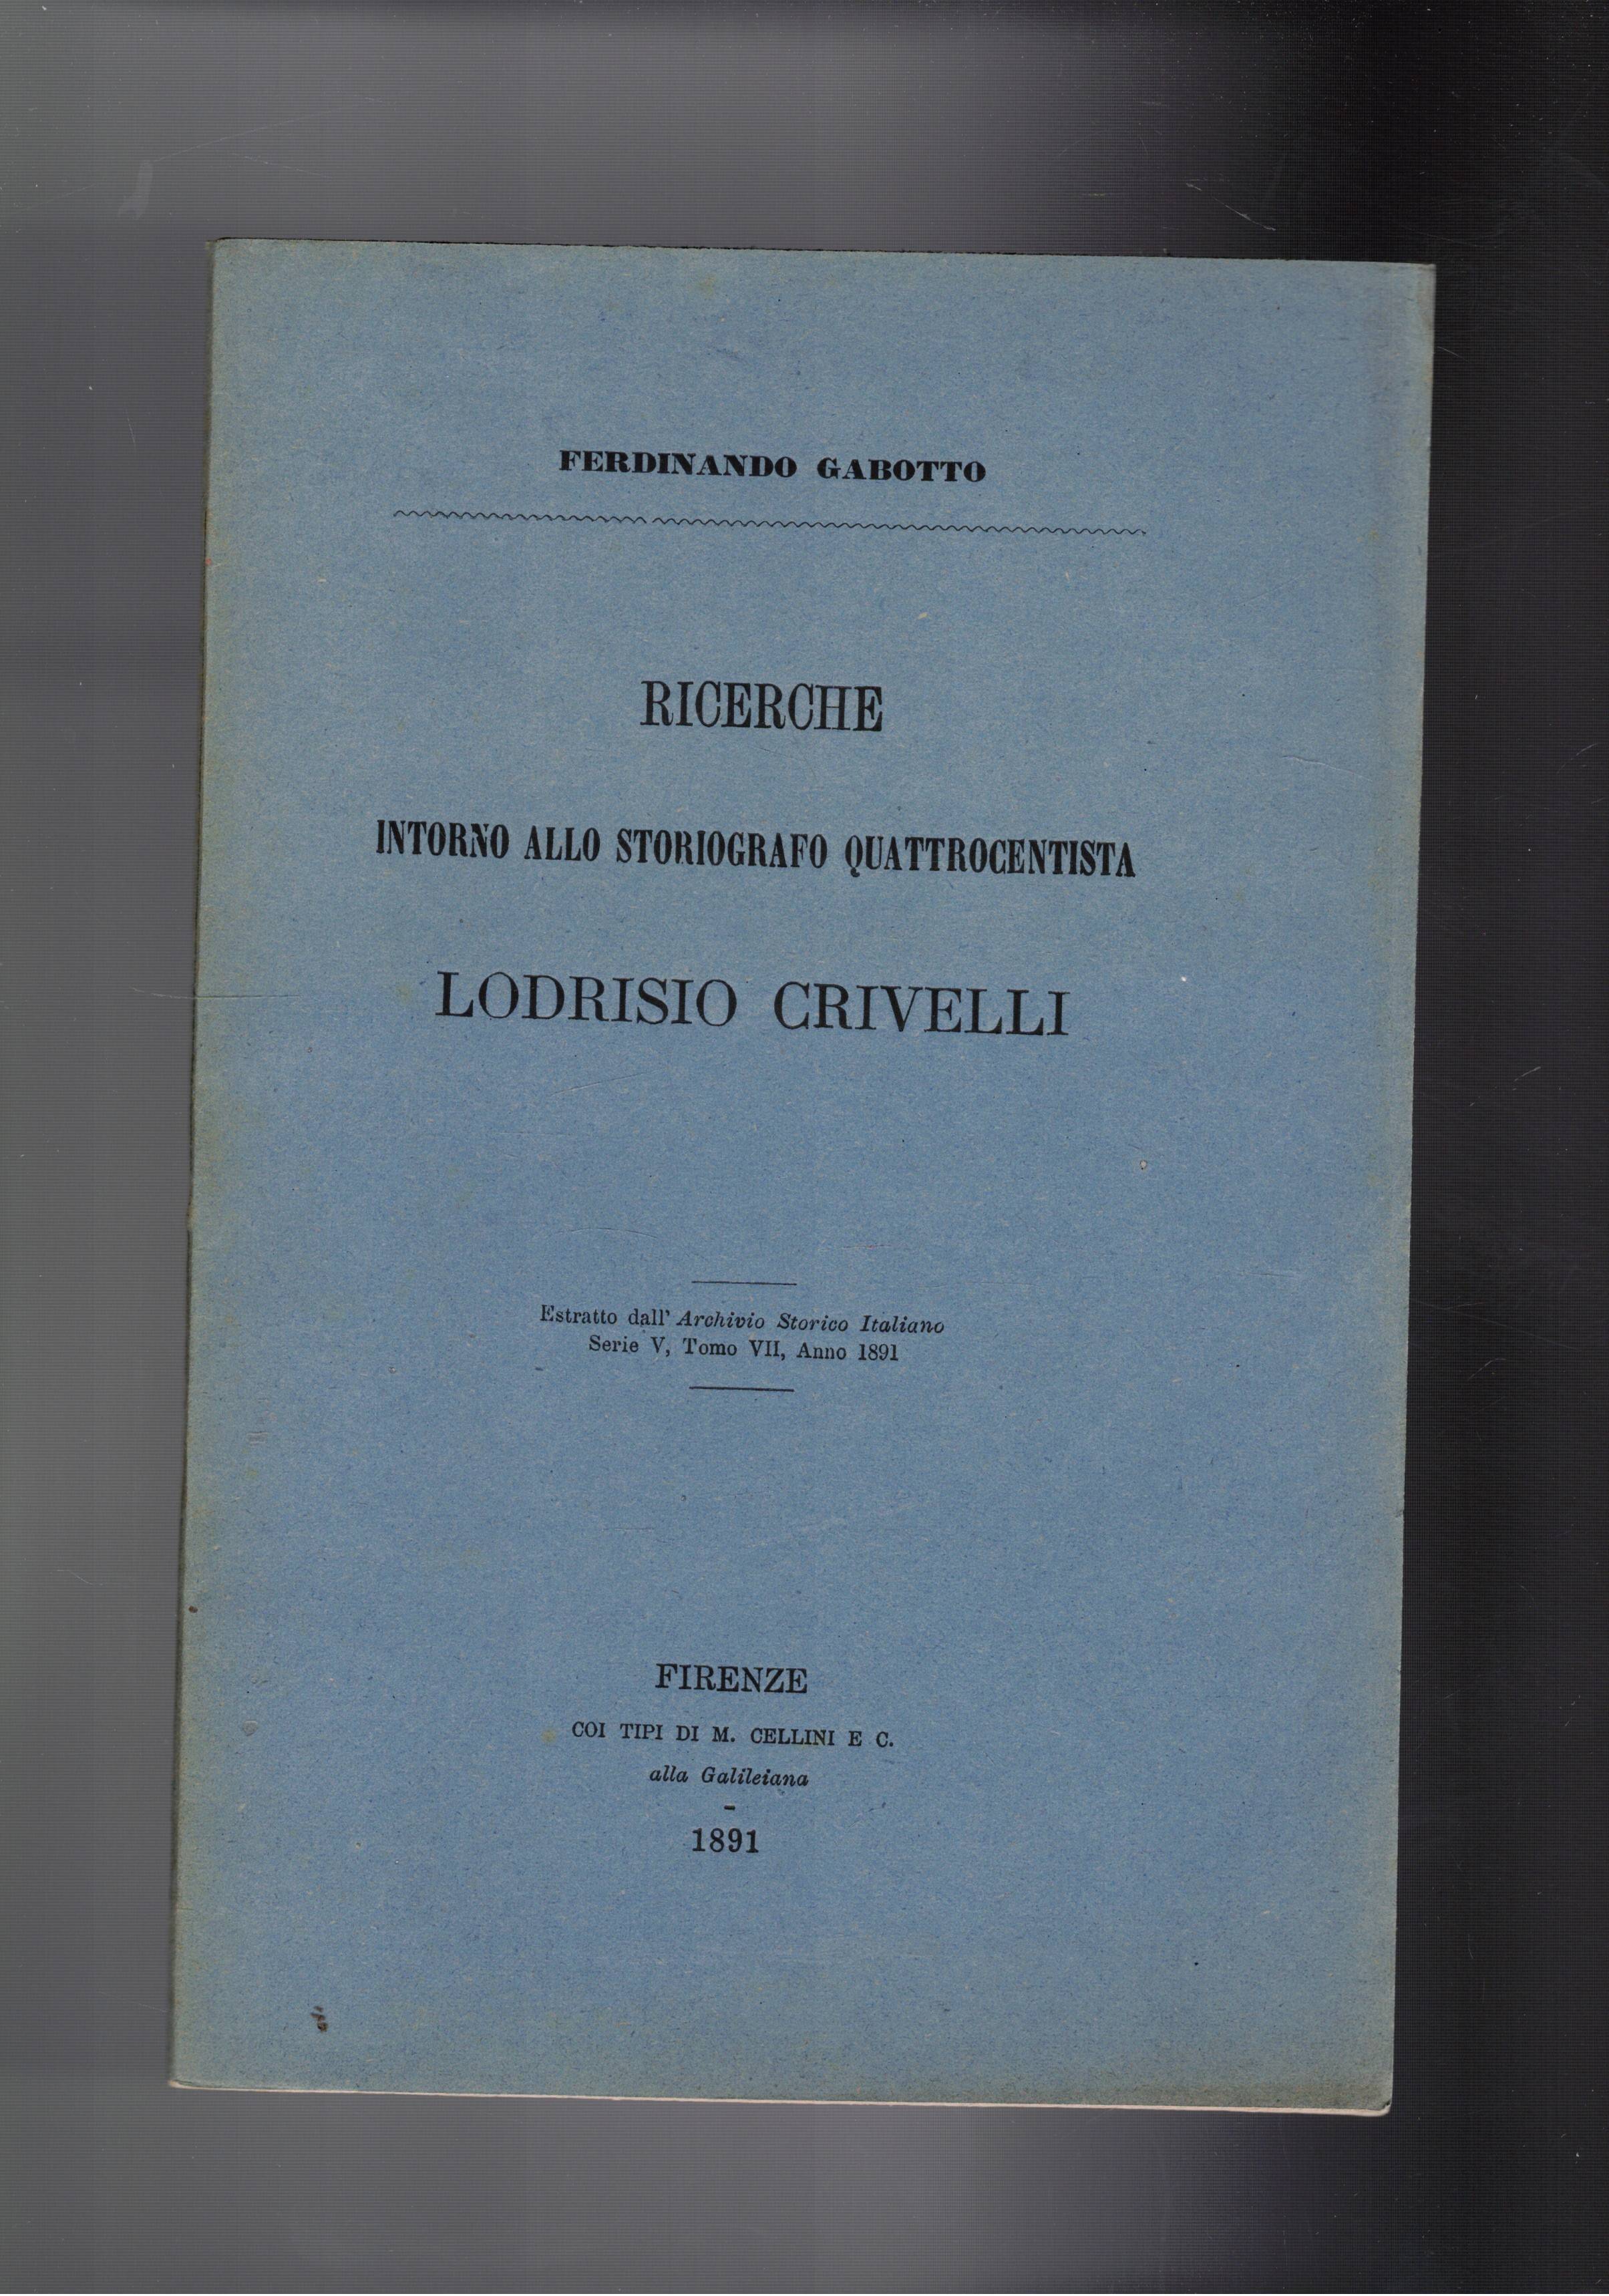 FERDINANDO GABOTTO
RICERCHE
INTORNO ALLO STORIOGRAFO QUATTROCENTISTA
LODRISIO CRIVELLI
Estratto dall' Archivio Storico Italiano
Serie V, Tomo VII, Anno 1891
FIRENZE
COI TIPI DI M. CELLINI E C.
alla Galileiana
-
1891